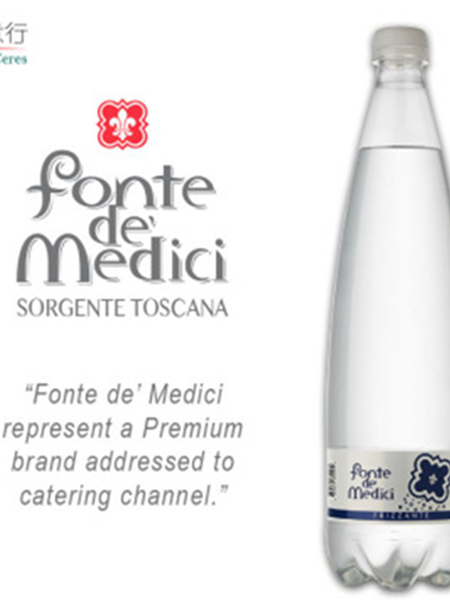 行
Ceres
fonte
de'
Medici
SORGENTE TOSCANA
“Fonte de’ Medici
represent a Premium
brand addressed to
catering channel.”
fonte
de'
Medici
FRIZZANTE